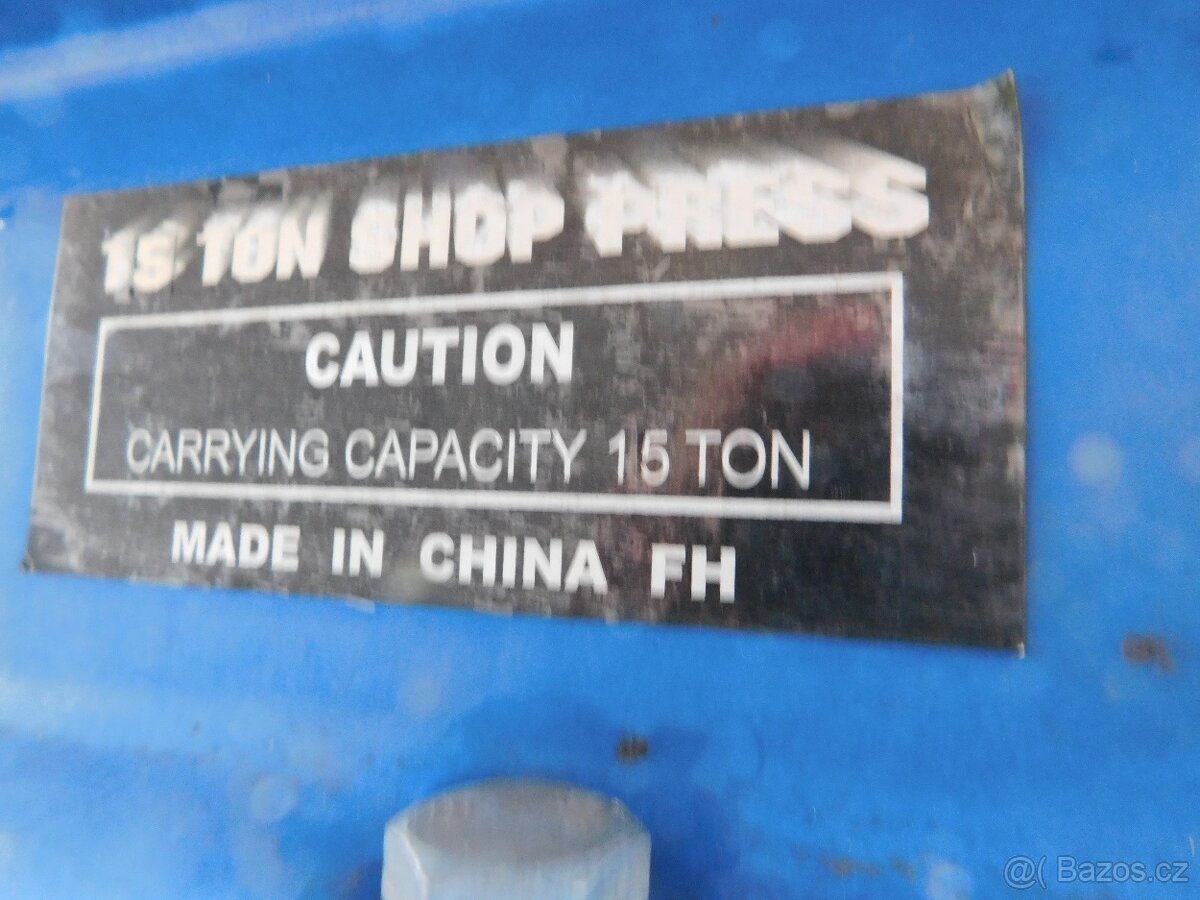 15 TON SHOP PRESS
CAUTION
CARRYING CAPACITY 15 TON
MADE IN CHINA FH
@( Bazos.cz